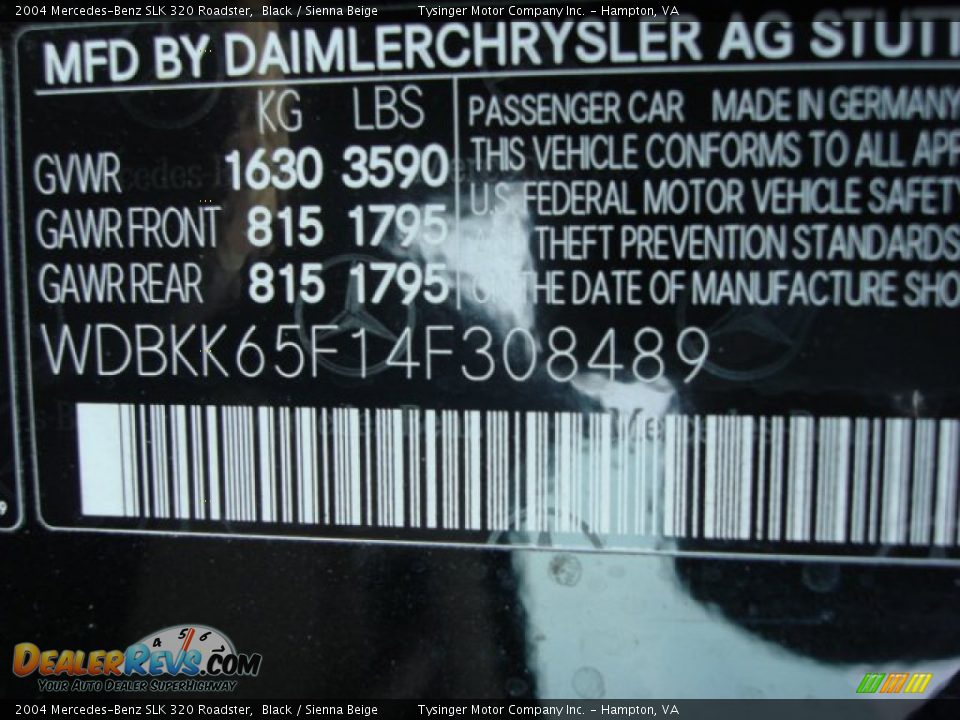 2004 Mercedes-Benz SLK 320 Roadster, Black / Sienna Beige Tysinger Motor Company Inc. - Hampton, VA
MFD BY DAIMLERCHRYSLER AG STUTT
KG LBS
GVWR 1630 3590
GAWR FRONT 815 1795
GAWR REAR 815 1795
PASSENGER CAR MADE IN GERMANY
THIS VEHICLE CONFORMS TO ALL APP
U.S. FEDERAL MOTOR VEHICLE SAFETY
THEFT PREVENTION STANDARDS
THE DATE OF MANUFACTURE SHO
WDBKK65F14F308489
4 5 6
DEALERREVS.COM
YOUR AUTO DEALER SUPERHIGHWAY
2004 Mercedes-Benz SLK 320 Roadster, Black / Sienna Beige Tysinger Motor Company Inc. - Hampton, VA